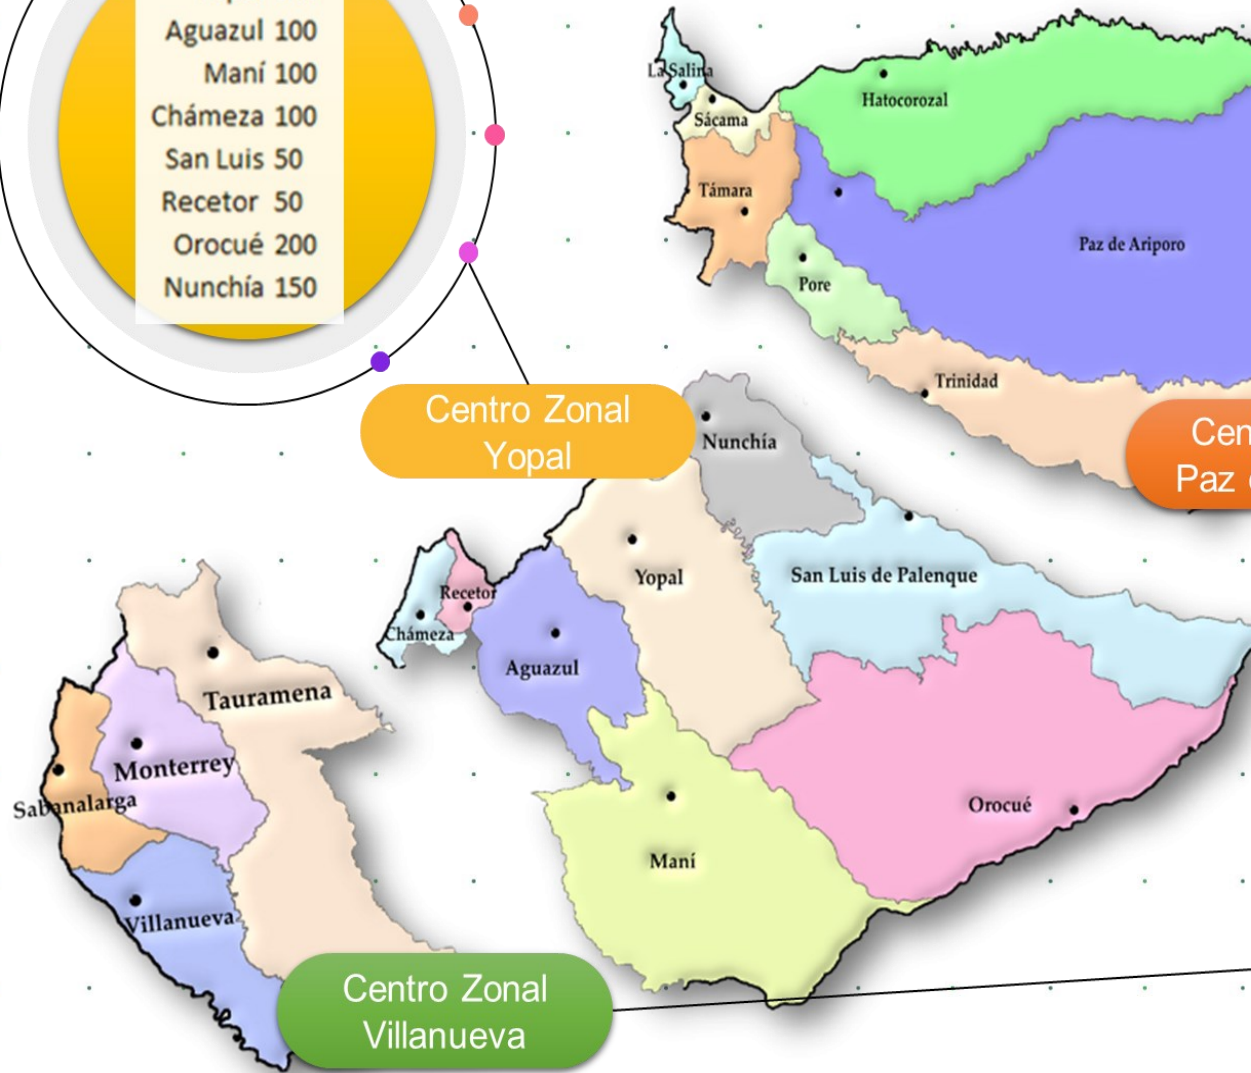 Aguazul 100
Maní 100
Chámeza 100
San Luis 50
Recetor 50
Orocué 200
Nunchía 150
La Salina
Sácama
Hatocorozal
Támara
Paz de Ariporo
Pore
Trinidad
Centro Zonal
Yopal
Cen
Paz
Nunchía
Yopal
San Luis de Palenque
Recetor
Chámeza
Aguazul
Orocué
Maní
Tauramena
Monterrey
Sabanalarga
Villanueva
Centro Zonal
Villanueva